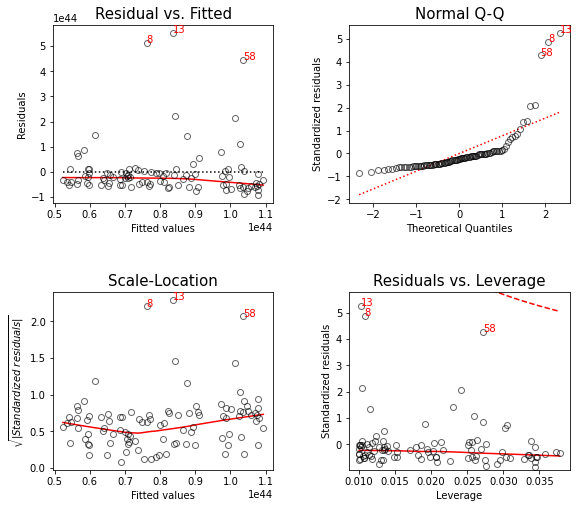 Residual vs. Fitted
1e44
Residuals
5
4
3
2
1
0
−1
13
8
58
0.5 0.6 0.7 0.8 0.9 1.0 1.1
Fitted values
1e44
Normal Q-Q
Standardized residuals
5
4
3
2
1
0
−1
−2
13
8
58
−2 −1 0 1 2
Theoretical Quantiles
Scale-Location
√|Standardized residuals|
2.0
1.5
1.0
0.5
0.0
13
8
58
0.5 0.6 0.7 0.8 0.9 1.0 1.1
Fitted values
1e44
Residuals vs. Leverage
Standardized residuals
5
4
3
2
1
0
13
8
58
0.010 0.015 0.020 0.025 0.030 0.035
Leverage